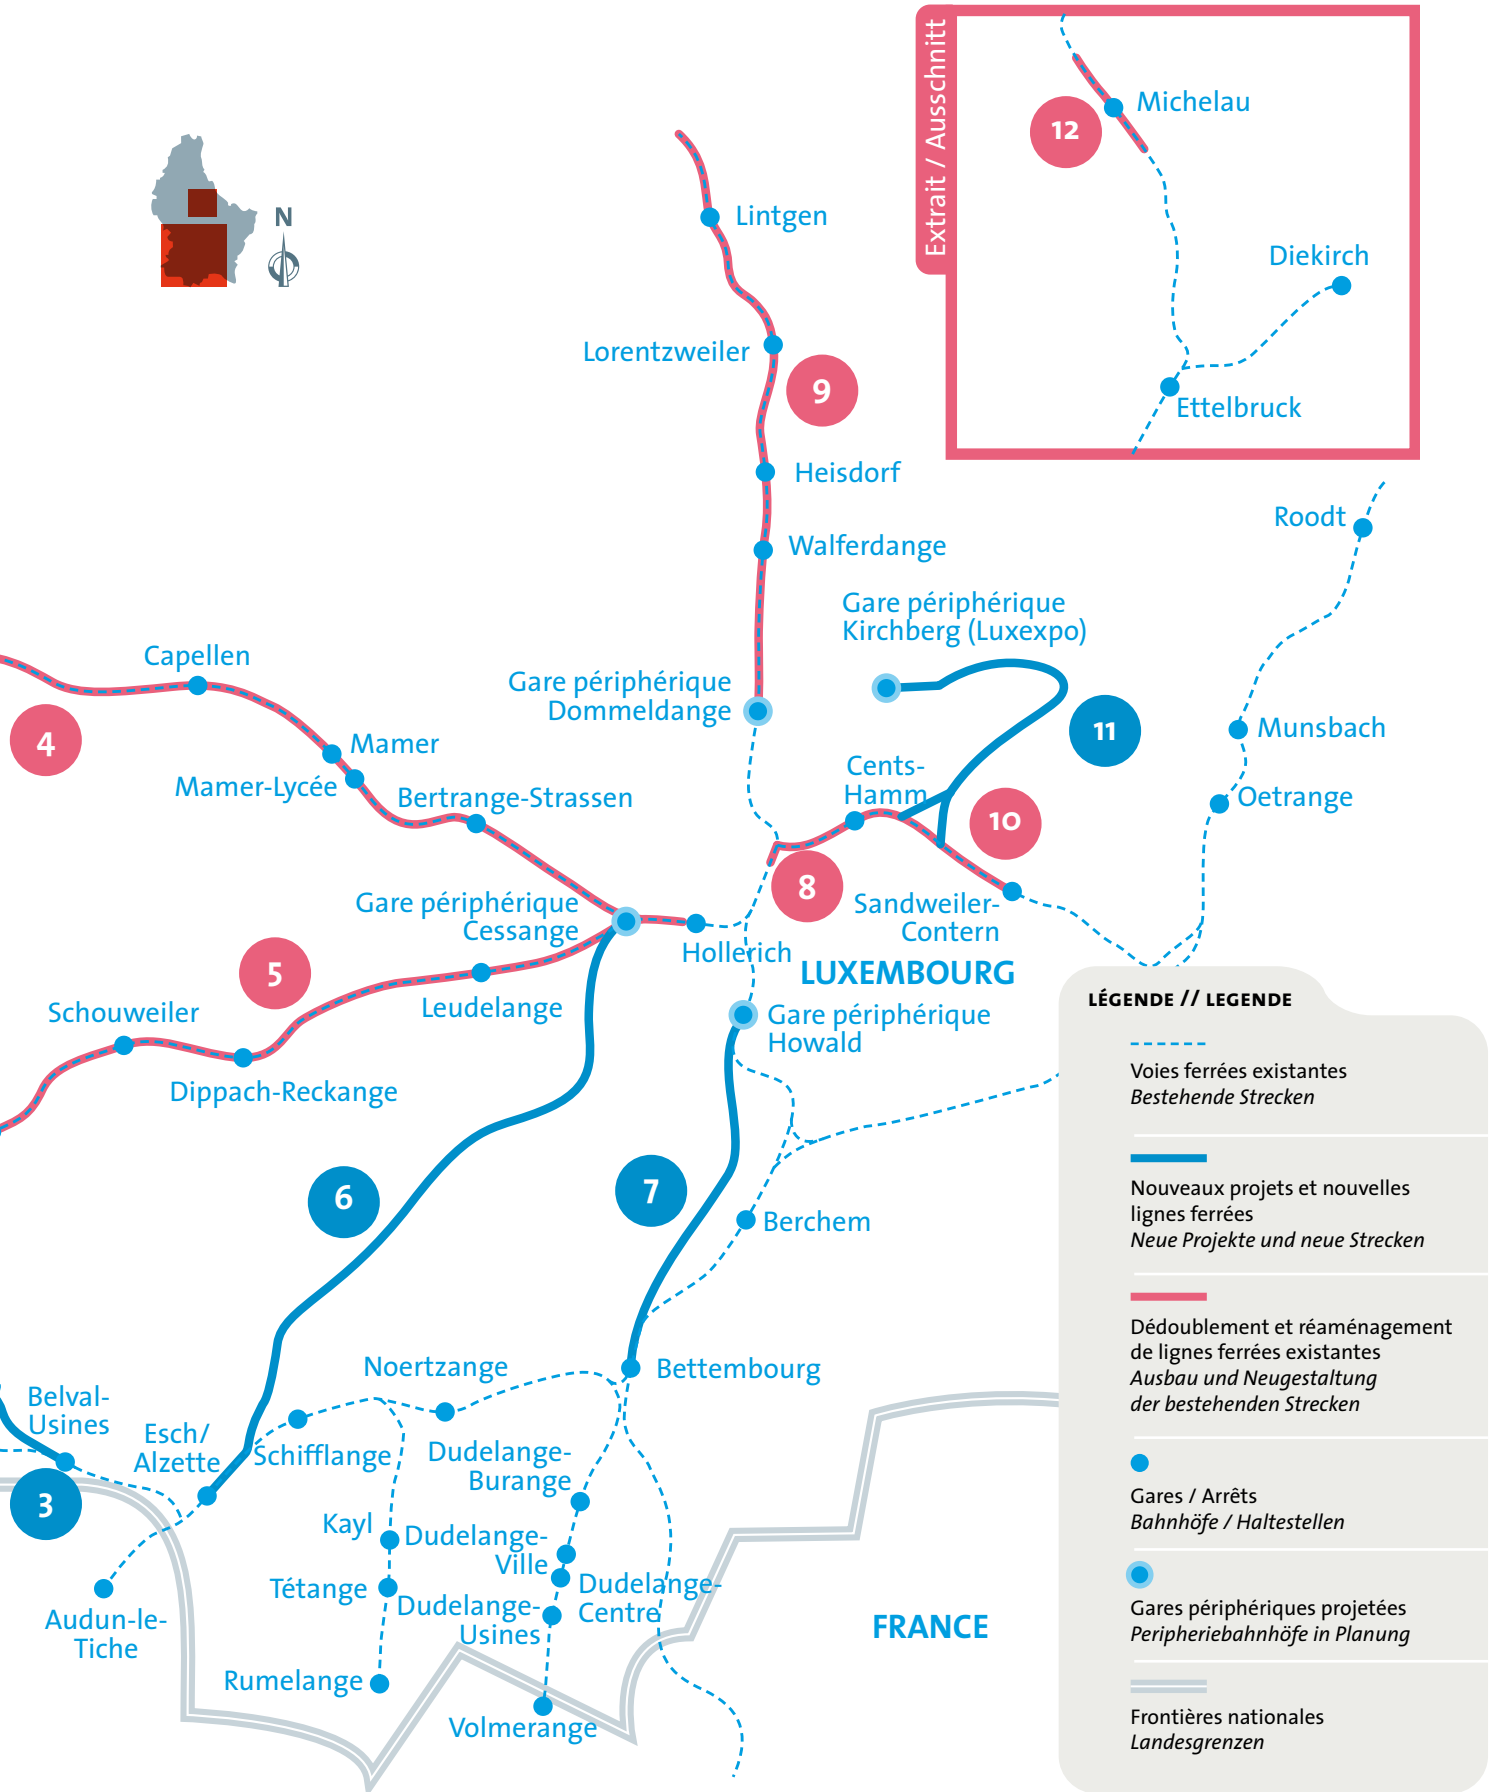 Extrait / Ausschnitt
12
Michelau
Diekirch
Ettelbruck
N
Lintgen
Lorentzweiler
9
Heisdorf
Walferdange
Roodt
Gare périphérique
Kirchberg (Luxexpo)
Capellen
Gare périphérique
Dommeldange
4
Mamer
Mamer-Lycée
Bertrange-Strassen
11
Munsbach
Cents-
Hamm
Oetrange
10
8
Gare périphérique
Cessange
Sandweiler-
Contern
Hollerich
LUXEMBOURG
5
Leudelange
Schouweiler
Dippach-Reckange
Gare périphérique
Howald
6
7
Berchem
Noertzange
Bettembourg
Belval-
Usines
Esch/
Alzette
Schifflange
Dudelange-
Burange
3
Kayl
Dudelange-
Ville
Tétange
Dudelange-
Centre
Dudelange-
Usines
Audun-le-
Tiche
Rumelange
Volmerange
FRANCE
LÉGENDE // LEGENDE
Voies ferrées existantes
Bestehende Strecken
Nouveaux projets et nouvelles
lignes ferrées
Neue Projekte und neue Strecken
Dédoublement et réaménagement
de lignes ferrées existantes
Ausbau und Neugestaltung
der bestehenden Strecken
Gares / Arrêts
Bahnhöfe / Haltestellen
Gares périphériques projetées
Peripheriebahnhöfe in Planung
Frontières nationales
Landesgrenzen